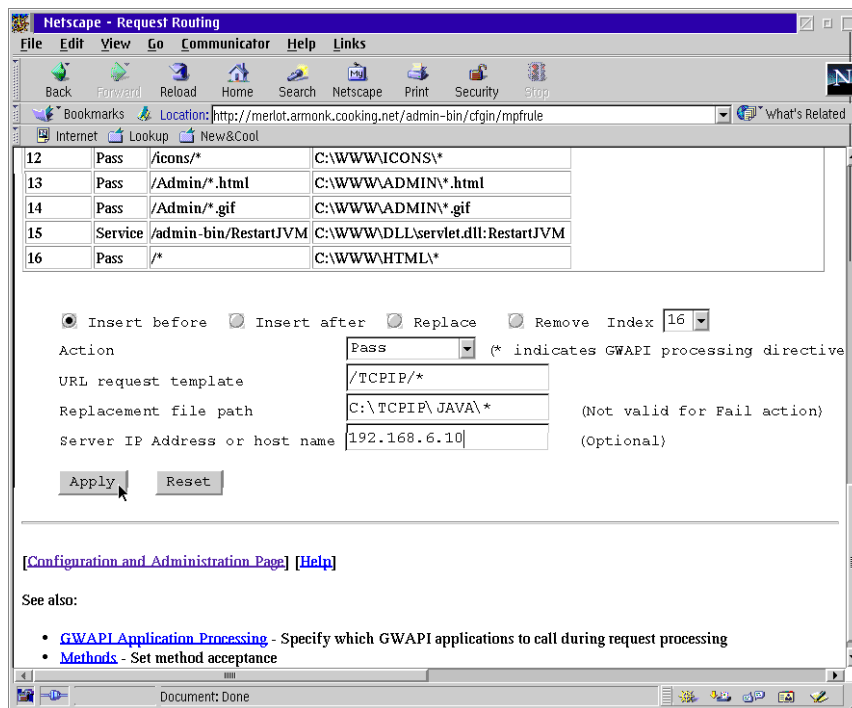 Netscape - Request Routing
File Edit View Go Communicator Help Links
Back Forward Reload Home Search Netscape Print Security Stop
N
Bookmarks Location: http://merlot.armonk.cooking.net/admin-bin/cfgin/mpfrule What's Related
Internet Lookup New&Cool
12 Pass /icons/* C:\WWW\ICONS\*
13 Pass /Admin/*.html C:\WWW\ADMIN\*.html
14 Pass /Admin/*.gif C:\WWW\ADMIN\*.gif
15 Service /admin-bin/RestartJVM C:\WWW\DLL\servlet.dll:RestartJVM
16 Pass /* C:\WWW\HTML\*
Insert before Insert after Replace Remove Index 16
Action Pass (* indicates GWAPI processing directive
URL request template /TCPIP/*
Replacement file path C:\TCPIP\JAVA\* (Not valid for Fail action)
Server IP Address or host name 192.168.6.10 (Optional)
Apply Reset
[Configuration and Administration Page] [Help]
See also:
• GWAPI Application Processing - Specify which GWAPI applications to call during request processing
• Methods - Set method acceptance
Document: Done